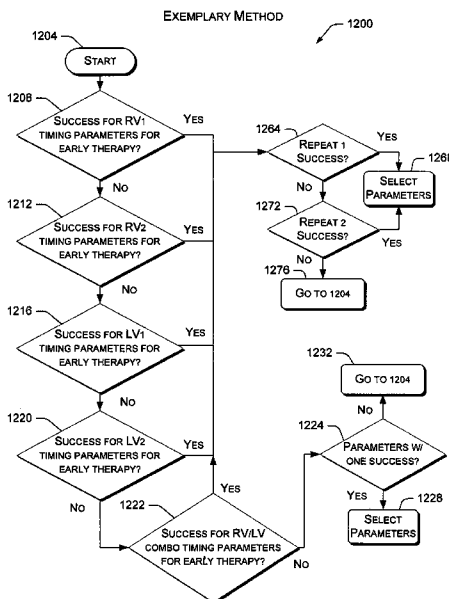 EXEMPLARY METHOD
1200
1204
START
1208
SUCCESS FOR RV1
TIMING PARAMETERS FOR
EARLY THERAPY?
YES
NO
1212
SUCCESS FOR RV2
TIMING PARAMETERS FOR
EARLY THERAPY?
YES
NO
1216
SUCCESS FOR LV1
TIMING PARAMETERS FOR
EARLY THERAPY?
YES
NO
1220
SUCCESS FOR LV2
TIMING PARAMETERS FOR
EARLY THERAPY?
YES
NO
1222
SUCCESS FOR RV/LV
COMBO TIMING PARAMETERS
FOR EARLY THERAPY?
YES
NO
1264
REPEAT 1
SUCCESS?
YES
NO
1268
SELECT
PARAMETERS
1272
REPEAT 2
SUCCESS?
YES
NO
1276
GO TO 1204
1232
GO TO 1204
NO
1224
PARAMETERS W/
ONE SUCCESS?
YES
1228
SELECT
PARAMETERS